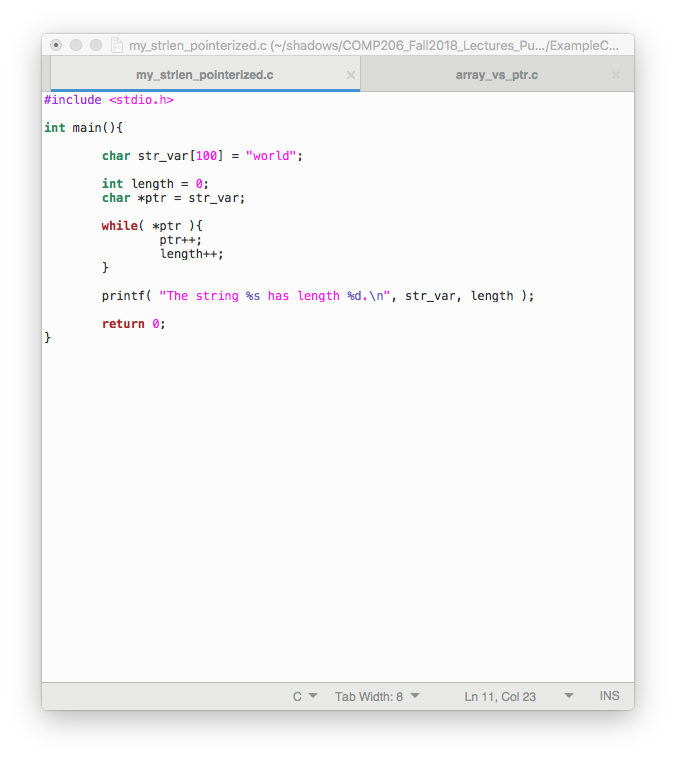 my_strlen_pointerized.c (~/shadows/COMP206_Fall2018_Lectures_Pu.../ExampleC...
my_strlen_pointerized.c × array_vs_ptr.c ×
#include <stdio.h>
int main(){
char str_var[100] = "world";
int length = 0;
char *ptr = str_var;
while( *ptr ){
ptr++;
length++;
}
printf( "The string %s has length %d.\n", str_var, length );
return 0;
}
C Tab Width: 8 Ln 11, Col 23 INS